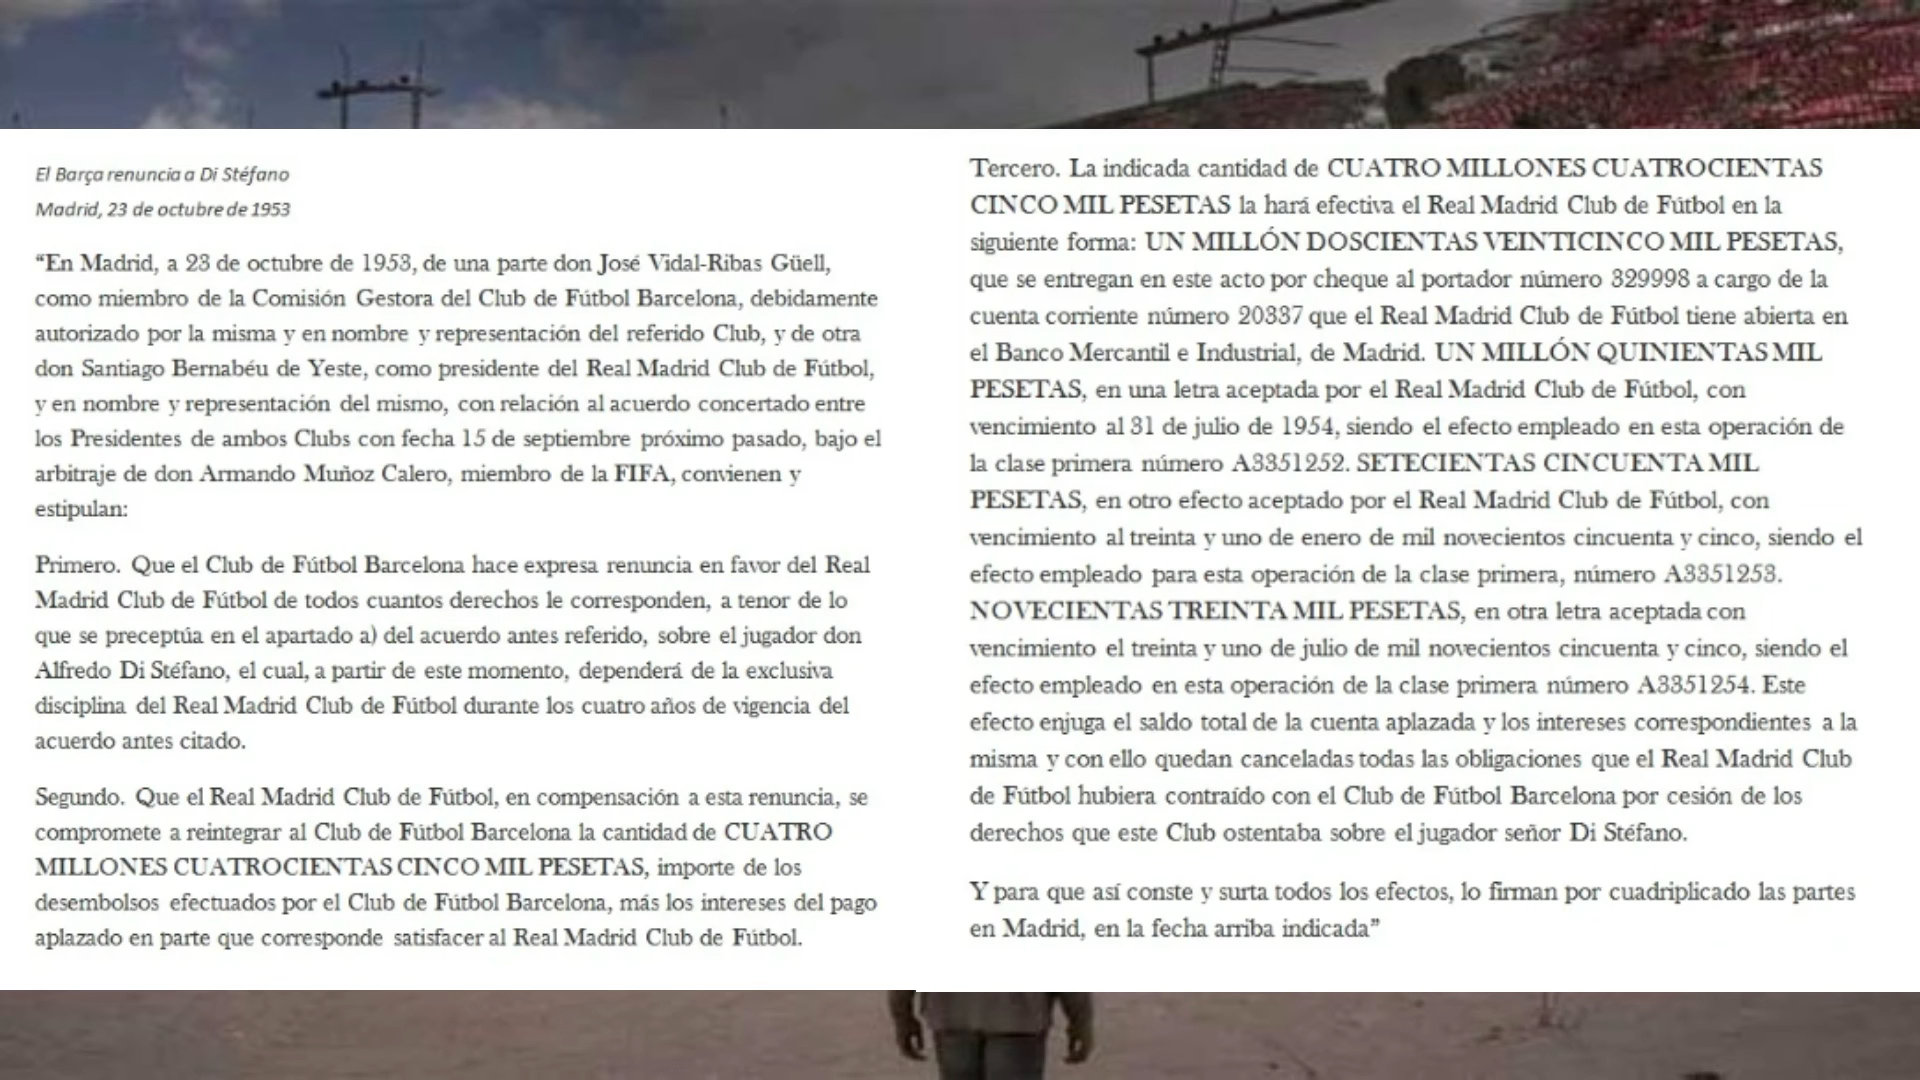 El Barça renuncia a Di Stéfano
Madrid, 23 de octubre de 1953
“En Madrid, a 23 de octubre de 1953, de una parte don José Vidal-Ribas Güell,
como miembro de la Comisión Gestora del Club de Fútbol Barcelona, debidamente
autorizado por la misma y en nombre y representación del referido Club, y de otra
don Santiago Bernabéu de Yeste, como presidente del Real Madrid Club de Fútbol,
y en nombre y representación del mismo, con relación al acuerdo concertado entre
los Presidentes de ambos Clubs con fecha 15 de septiembre próximo pasado, bajo el
arbitraje de don Armando Muñoz Calero, miembro de la FIFA, convienen y
estipulan:
Primero. Que el Club de Fútbol Barcelona hace expresa renuncia en favor del Real
Madrid Club de Fútbol de todos cuantos derechos le corresponden, a tenor de lo
que se preceptúa en el apartado a) del acuerdo antes referido, sobre el jugador don
Alfredo Di Stéfano, el cual, a partir de este momento, dependerá de la exclusiva
disciplina del Real Madrid Club de Fútbol durante los cuatro años de vigencia del
acuerdo antes citado.
Segundo. Que el Real Madrid Club de Fútbol, en compensación a esta renuncia, se
compromete a reintegrar al Club de Fútbol Barcelona la cantidad de CUATRO
MILLONES CUATROCIENTAS CINCO MIL PESETAS, importe de los
desembolsos efectuados por el Club de Fútbol Barcelona, más los intereses del pago
aplazado en parte que corresponde satisfacer al Real Madrid Club de Fútbol.
Tercero. La indicada cantidad de CUATRO MILLONES CUATROCIENTAS
CINCO MIL PESETAS la hará efectiva el Real Madrid Club de Fútbol en la
siguiente forma: UN MILLÓN DOSCIENTAS VEINTICINCO MIL PESETAS,
que se entregan en este acto por cheque al portador número 329998 a cargo de la
cuenta corriente número 20337 que el Real Madrid Club de Fútbol tiene abierta en
el Banco Mercantil e Industrial, de Madrid. UN MILLÓN QUINIENTAS MIL
PESETAS, en una letra aceptada por el Real Madrid Club de Fútbol, con
vencimiento al 31 de julio de 1954, siendo el efecto empleado en esta operación de
la clase primera número A3351252. SETECIENTAS CINCUENTA MIL
PESETAS, en otro efecto aceptado por el Real Madrid Club de Fútbol, con
vencimiento al treinta y uno de enero de mil novecientos cincuenta y cinco, siendo el
efecto empleado para esta operación de la clase primera, número A3351253.
NOVECIENTAS TREINTA MIL PESETAS, en otra letra aceptada con
vencimiento el treinta y uno de julio de mil novecientos cincuenta y cinco, siendo el
efecto empleado en esta operación de la clase primera número A3351254. Este
efecto enjuga el saldo total de la cuenta aplazada y los intereses correspondientes a la
misma y con ello quedan canceladas todas las obligaciones que el Real Madrid Club
de Fútbol hubiera contraído con el Club de Fútbol Barcelona por cesión de los
derechos que este Club ostentaba sobre el jugador señor Di Stéfano.
Y para que así conste y surta todos los efectos, lo firman por cuadriplicado las partes
en Madrid, en la fecha arriba indicada”